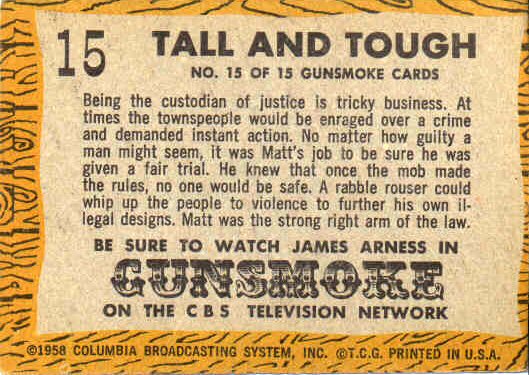 15
TALL AND TOUGH
NO. 15 OF 15 GUNSMOKE CARDS
Being the custodian of justice is tricky business. At
times the townspeople would be enraged over a crime
and demanded instant action. No matter how guilty a
man might seem, it was Matt's job to be sure he was
given a fair trial. He knew that once the mob made
the rules, no one would be safe. A rabble rouser could
whip up the people to violence to further his own il-
legal designs. Matt was the strong right arm of the law.
BE SURE TO WATCH JAMES ARNESS IN
GUNSMOKE
ON THE CBS TELEVISION NETWORK
©1958 COLUMBIA BROADCASTING SYSTEM, INC. ©T.C.G. PRINTED IN U.S.A.